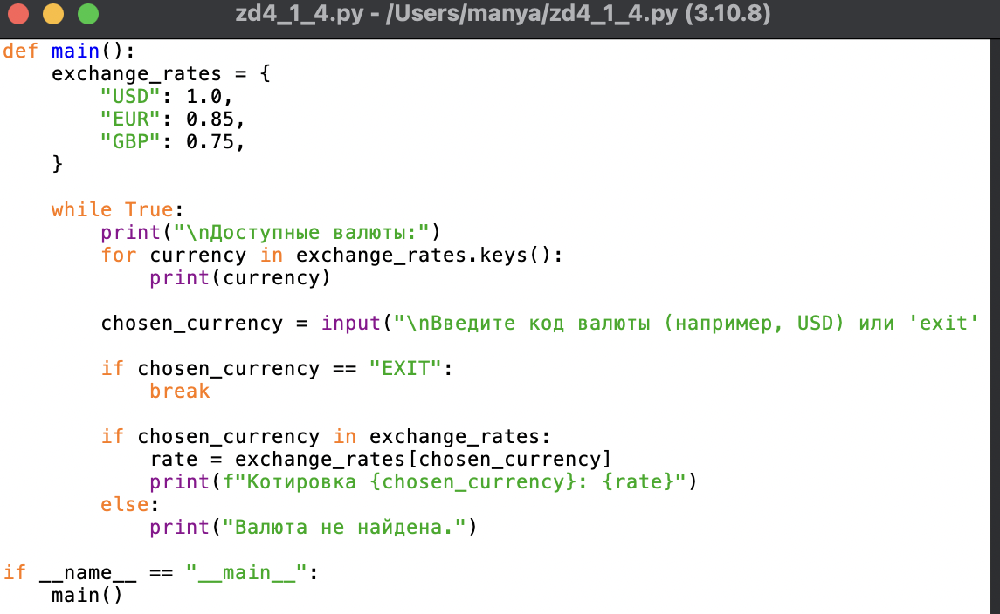 zd4_1_4.py - /Users/manya/zd4_1_4.py (3.10.8)
def main():
    exchange_rates = {
        "USD": 1.0,
        "EUR": 0.85,
        "GBP": 0.75,
    }

    while True:
        print("\nДоступные валюты:")
        for currency in exchange_rates.keys():
            print(currency)

        chosen_currency = input("\nВведите код валюты (например, USD) или 'exit'

        if chosen_currency == "EXIT":
            break

        if chosen_currency in exchange_rates:
            rate = exchange_rates[chosen_currency]
            print(f"Котировка {chosen_currency}: {rate}")
        else:
            print("Валюта не найдена.")

if __name__ == "__main__":
    main()